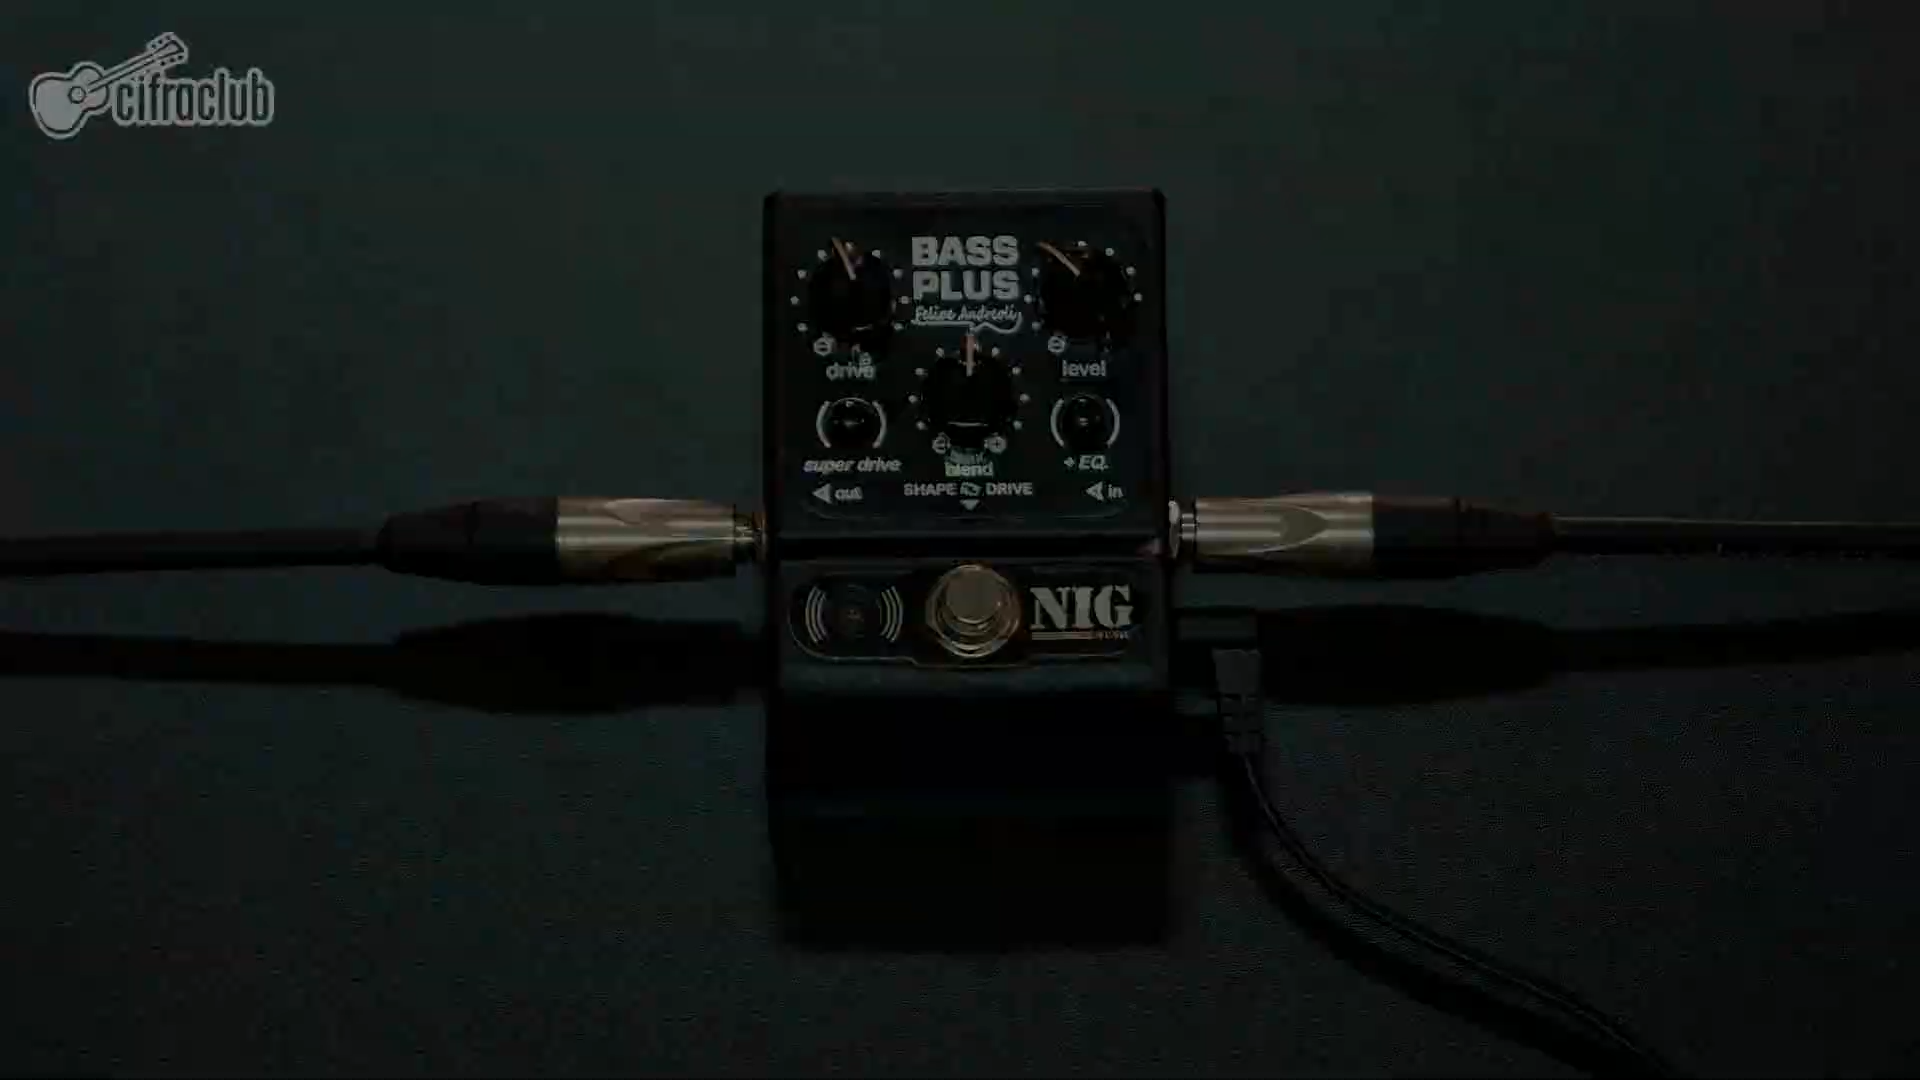 cifraclub
BASS
PLUS
Felipe Andreoli
drive
level
super drive
blend
+ EQ.
out
SHAPE
DRIVE
in
NIG